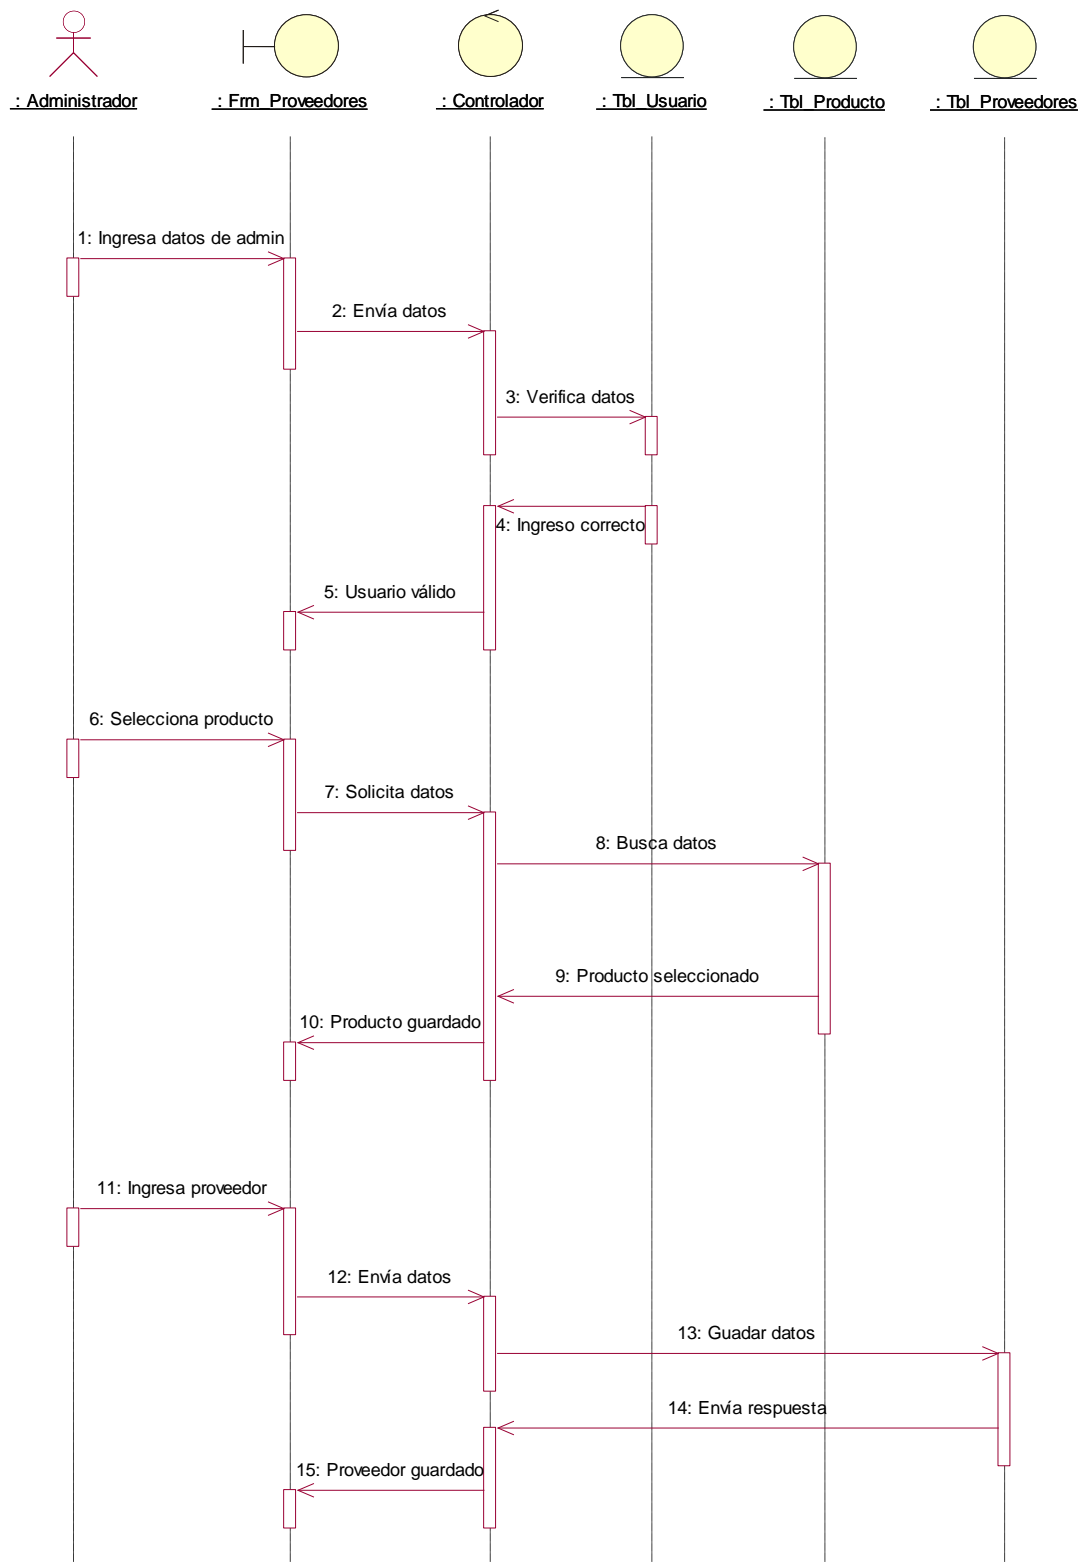 : Administrador
: Frm_Proveedores
: Controlador
: Tbl_Usuario
: Tbl_Producto
: Tbl_Proveedores
1: Ingresa datos de admin
2: Envía datos
3: Verifica datos
4: Ingreso correcto
5: Usuario válido
6: Selecciona producto
7: Solicita datos
8: Busca datos
9: Producto seleccionado
10: Producto guardado
11: Ingresa proveedor
12: Envía datos
13: Guadar datos
14: Envía respuesta
15: Proveedor guardado